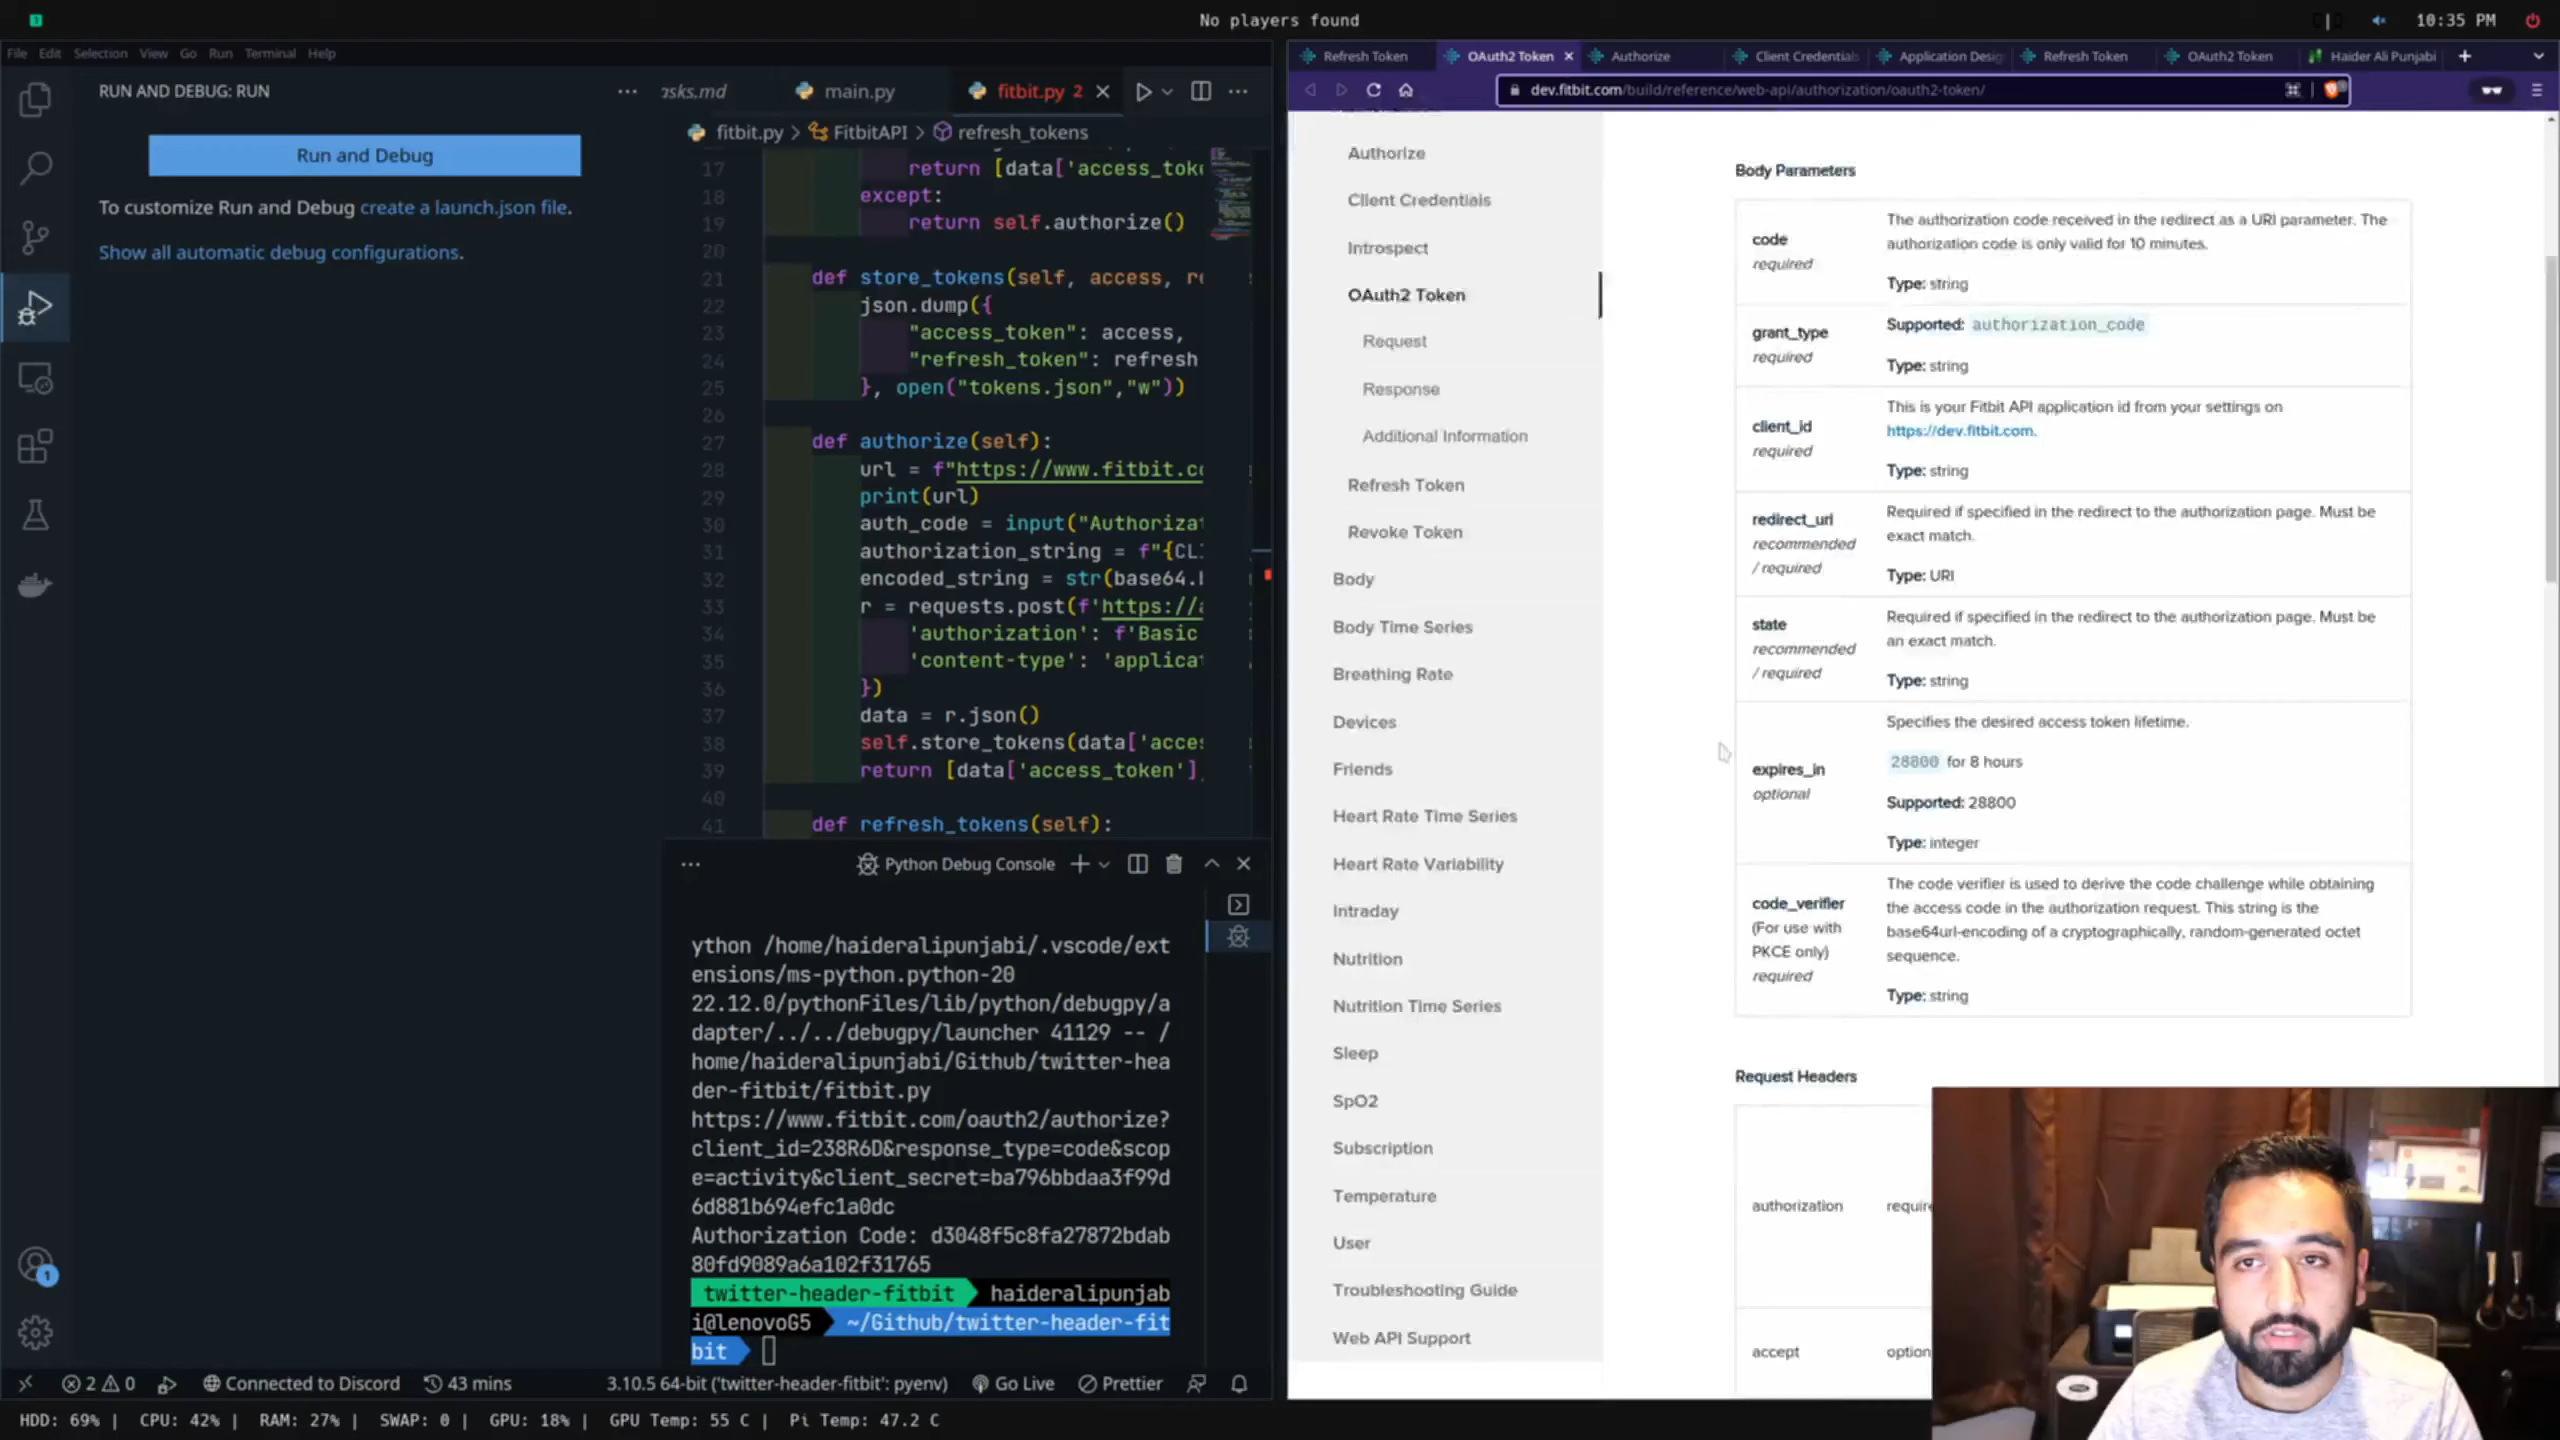 No players found
10:35 PM
File Edit Selection View Go Run Terminal Help
RUN AND DEBUG: RUN
Run and Debug
To customize Run and Debug create a launch.json file.
Show all automatic debug configurations.
asks.md main.py fitbit.py 2
fitbit.py > FitbitAPI > refresh_tokens
17 return [data['access_tok
18 except:
19 return self.authorize()
20
21 def store_tokens(self, access, r
22 json.dump({
23 "access_token": access,
24 "refresh_token": refresh
25 }, open("tokens.json","w"))
26
27 def authorize(self):
28 url = f"https://www.fitbit.c
29 print(url)
30 auth_code = input("Authoriza
31 authorization_string = f"{CL
32 encoded_string = str(base64.
33 r = requests.post(f'https://
34 'authorization': f'Basic
35 'content-type': 'applica
36 })
37 data = r.json()
38 self.store_tokens(data['acce
39 return [data['access_token']
40
41 def refresh_tokens(self):
Python Debug Console
ython /home/haideralipunjabi/.vscode/ext
ensions/ms-python.python-20
22.12.0/pythonFiles/lib/python/debugpy/a
dapter/../../debugpy/launcher 41129 -- /
home/haideralipunjabi/Github/twitter-hea
der-fitbit/fitbit.py
https://www.fitbit.com/oauth2/authorize?
client_id=238R6D&response_type=code&scop
e=activity&client_secret=ba796bbdaa3f99d
6d881b694efc1a0dc
Authorization Code: d3048f5c8fa27872bdab
80fd9089a6a102f31765
twitter-header-fitbit haideralipunjab
i@lenovoG5 ~/Github/twitter-header-fit
bit
2 0 Connected to Discord 43 mins 3.10.5 64-bit ('twitter-header-fitbit': pyenv) Go Live Prettier
HDD: 69% | CPU: 42% | RAM: 27% | SWAP: 0 | GPU: 18% | GPU Temp: 55 C | Pi Temp: 47.2 C
Refresh Token OAuth2 Token Authorize Client Credentials Application Desig Refresh Token OAuth2 Token Haider Ali Punjabi
dev.fitbit.com/build/reference/web-api/authorization/oauth2-token/
Authorize
Client Credentials
Introspect
OAuth2 Token
Request
Response
Additional Information
Refresh Token
Revoke Token
Body
Body Time Series
Breathing Rate
Devices
Friends
Heart Rate Time Series
Heart Rate Variability
Intraday
Nutrition
Nutrition Time Series
Sleep
SpO2
Subscription
Temperature
User
Troubleshooting Guide
Web API Support
Body Parameters
code
required
The authorization code received in the redirect as a URI parameter. The
authorization code is only valid for 10 minutes.
Type: string
grant_type
required
Supported: authorization_code
Type: string
client_id
required
This is your Fitbit API application id from your settings on
https://dev.fitbit.com.
Type: string
redirect_uri
recommended
/ required
Required if specified in the redirect to the authorization page. Must be
exact match.
Type: URI
state
recommended
/ required
Required if specified in the redirect to the authorization page. Must be
an exact match.
Type: string
expires_in
optional
Specifies the desired access token lifetime.
28800 for 8 hours
Supported: 28800
Type: integer
code_verifier
(For use with
PKCE only)
required
The code verifier is used to derive the code challenge while obtaining
the access code in the authorization request. This string is the
base64url-encoding of a cryptographically, random-generated octet
sequence.
Type: string
Request Headers
authorization require
accept option